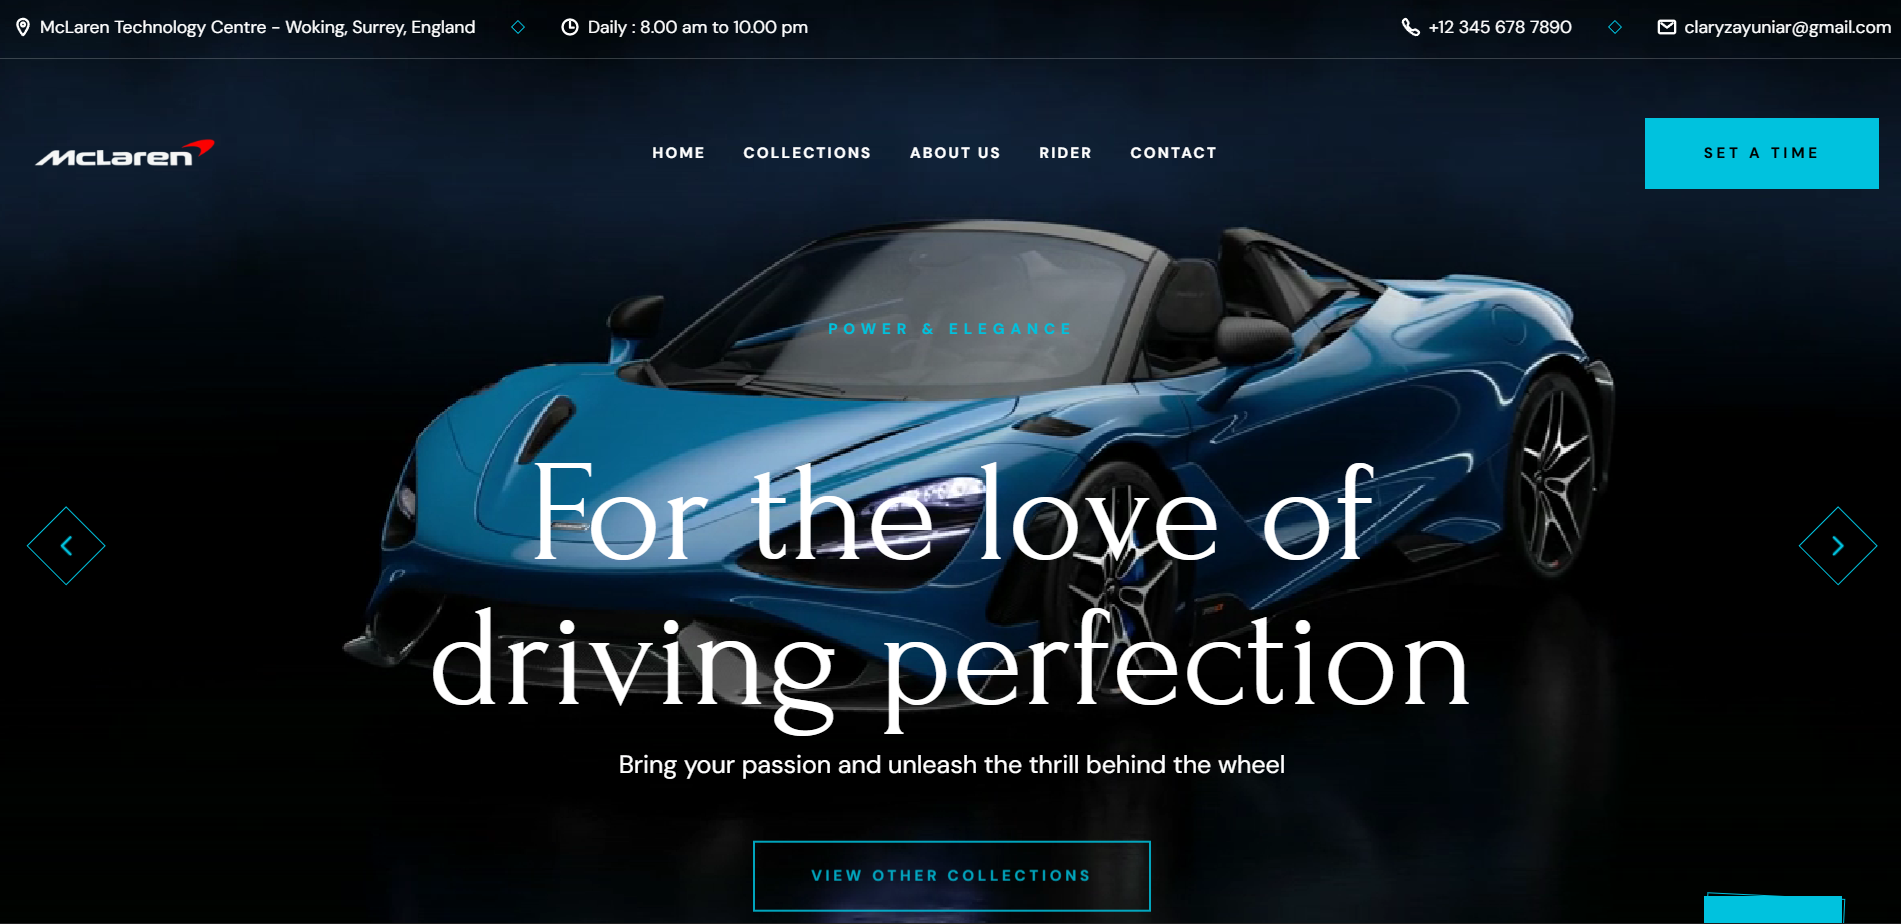 McLaren Technology Centre - Woking, Surrey, England
Daily : 8.00 am to 10.00 pm
+12 345 678 7890
claryzayuniar@gmail.com
McLaren
HOME
COLLECTIONS
ABOUT US
RIDER
CONTACT
SET A TIME
POWER & ELEGANCE
For the love of
driving perfection
Bring your passion and unleash the thrill behind the wheel
VIEW OTHER COLLECTIONS